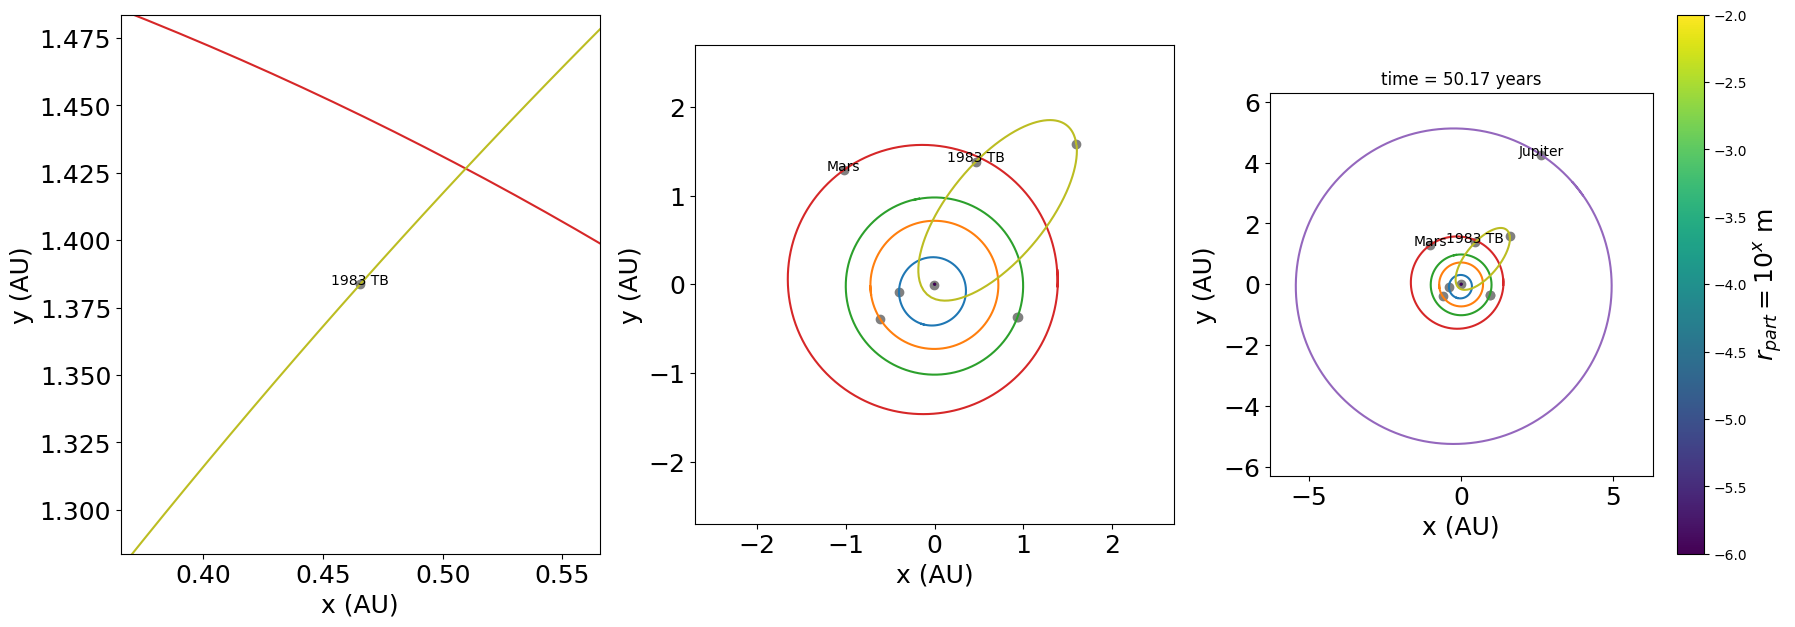 1.475
1.450
1.425
1.400
1.375
1.350
1.325
1.300
y (AU)
1983 TB
0.40
0.45
0.50
0.55
x (AU)
2
1
0
−1
−2
y (AU)
Mars
1983 TB
−2
−1
0
1
2
x (AU)
time = 50.17 years
6
4
2
0
−2
−4
−6
y (AU)
Jupiter
Mars
1983 TB
−5
0
5
x (AU)
−2.0
−2.5
−3.0
−3.5
−4.0
−4.5
−5.0
−5.5
−6.0
r_{part} = 10^x m